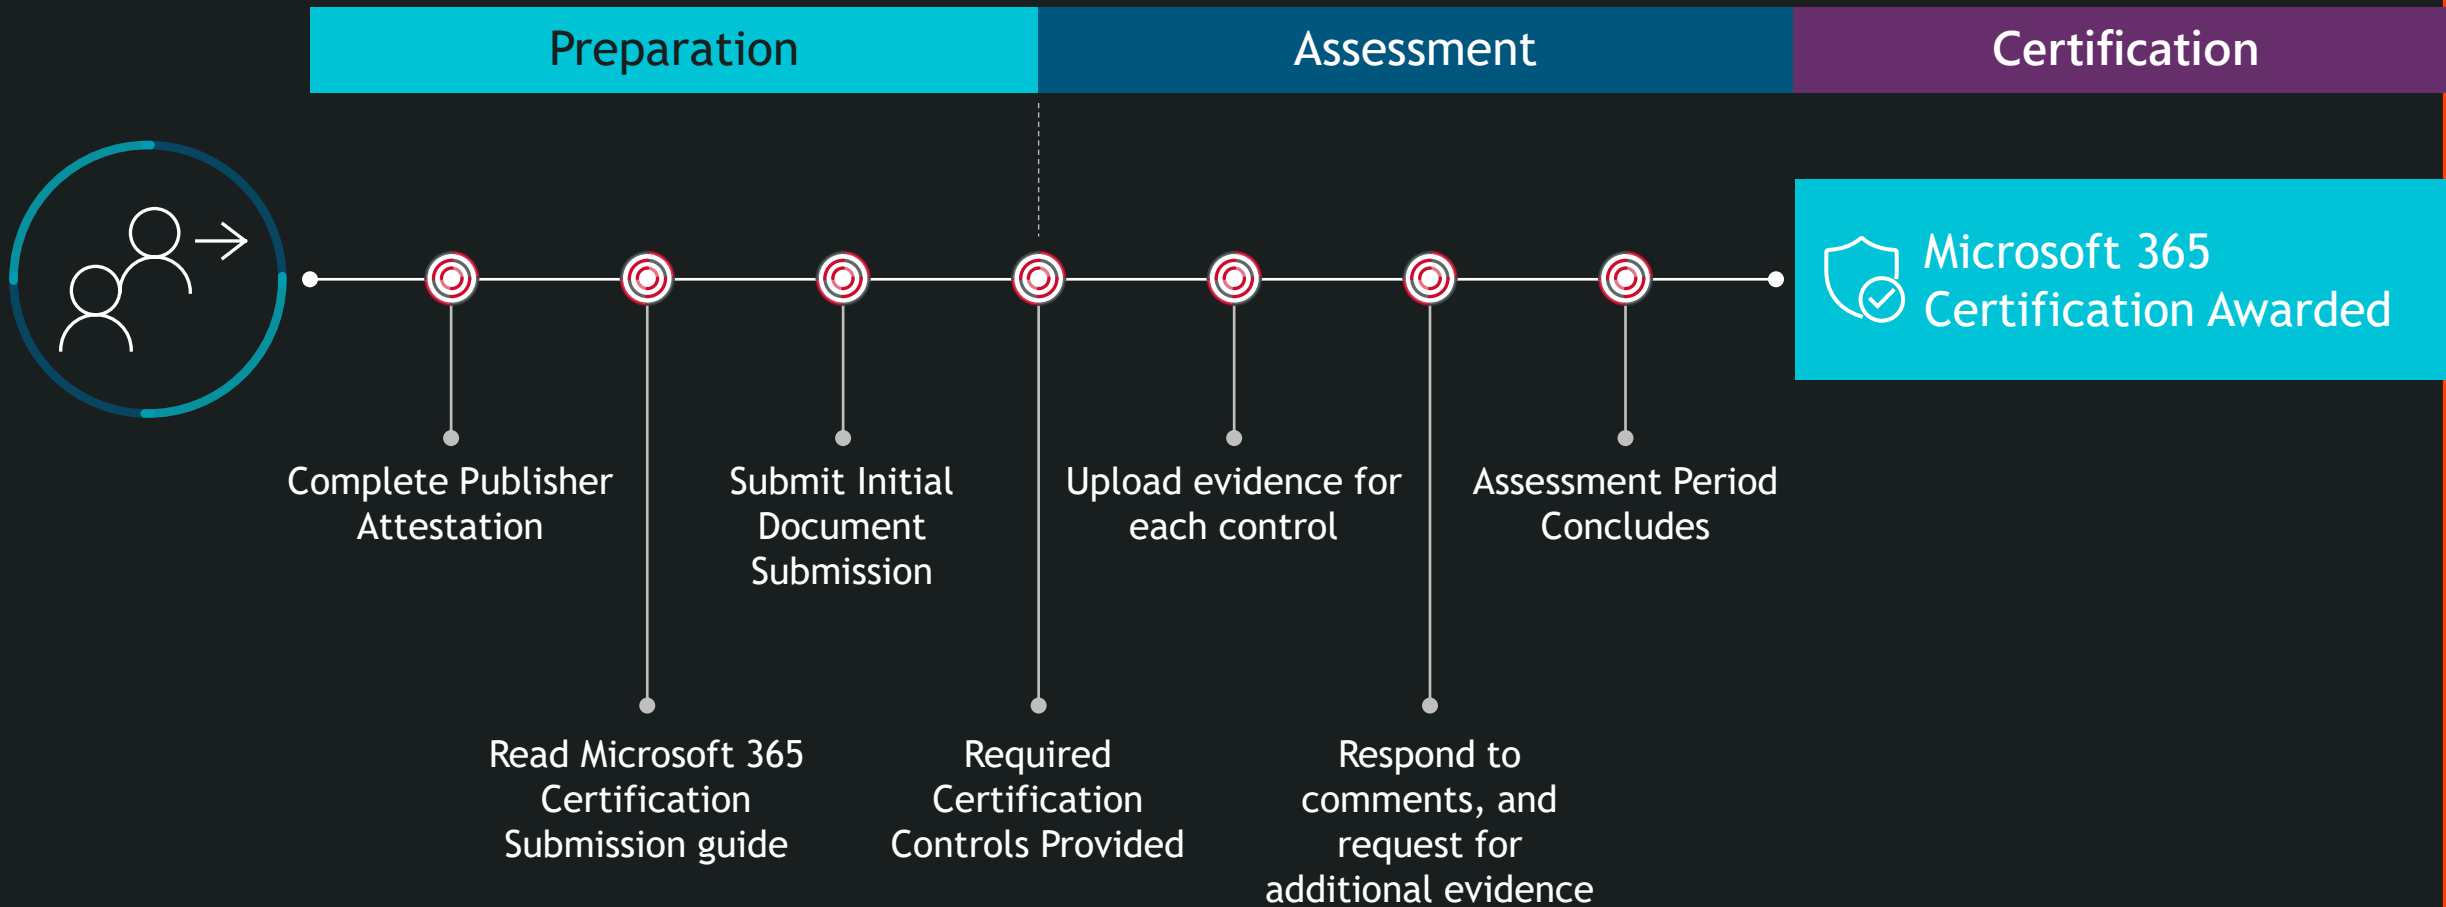 Preparation
Assessment
Certification
Microsoft 365
Certification Awarded
Complete Publisher
Attestation
Submit Initial
Document
Submission
Upload evidence for
each control
Assessment Period
Concludes
Read Microsoft 365
Certification
Submission guide
Required
Certification
Controls Provided
Respond to
comments, and
request for
additional evidence